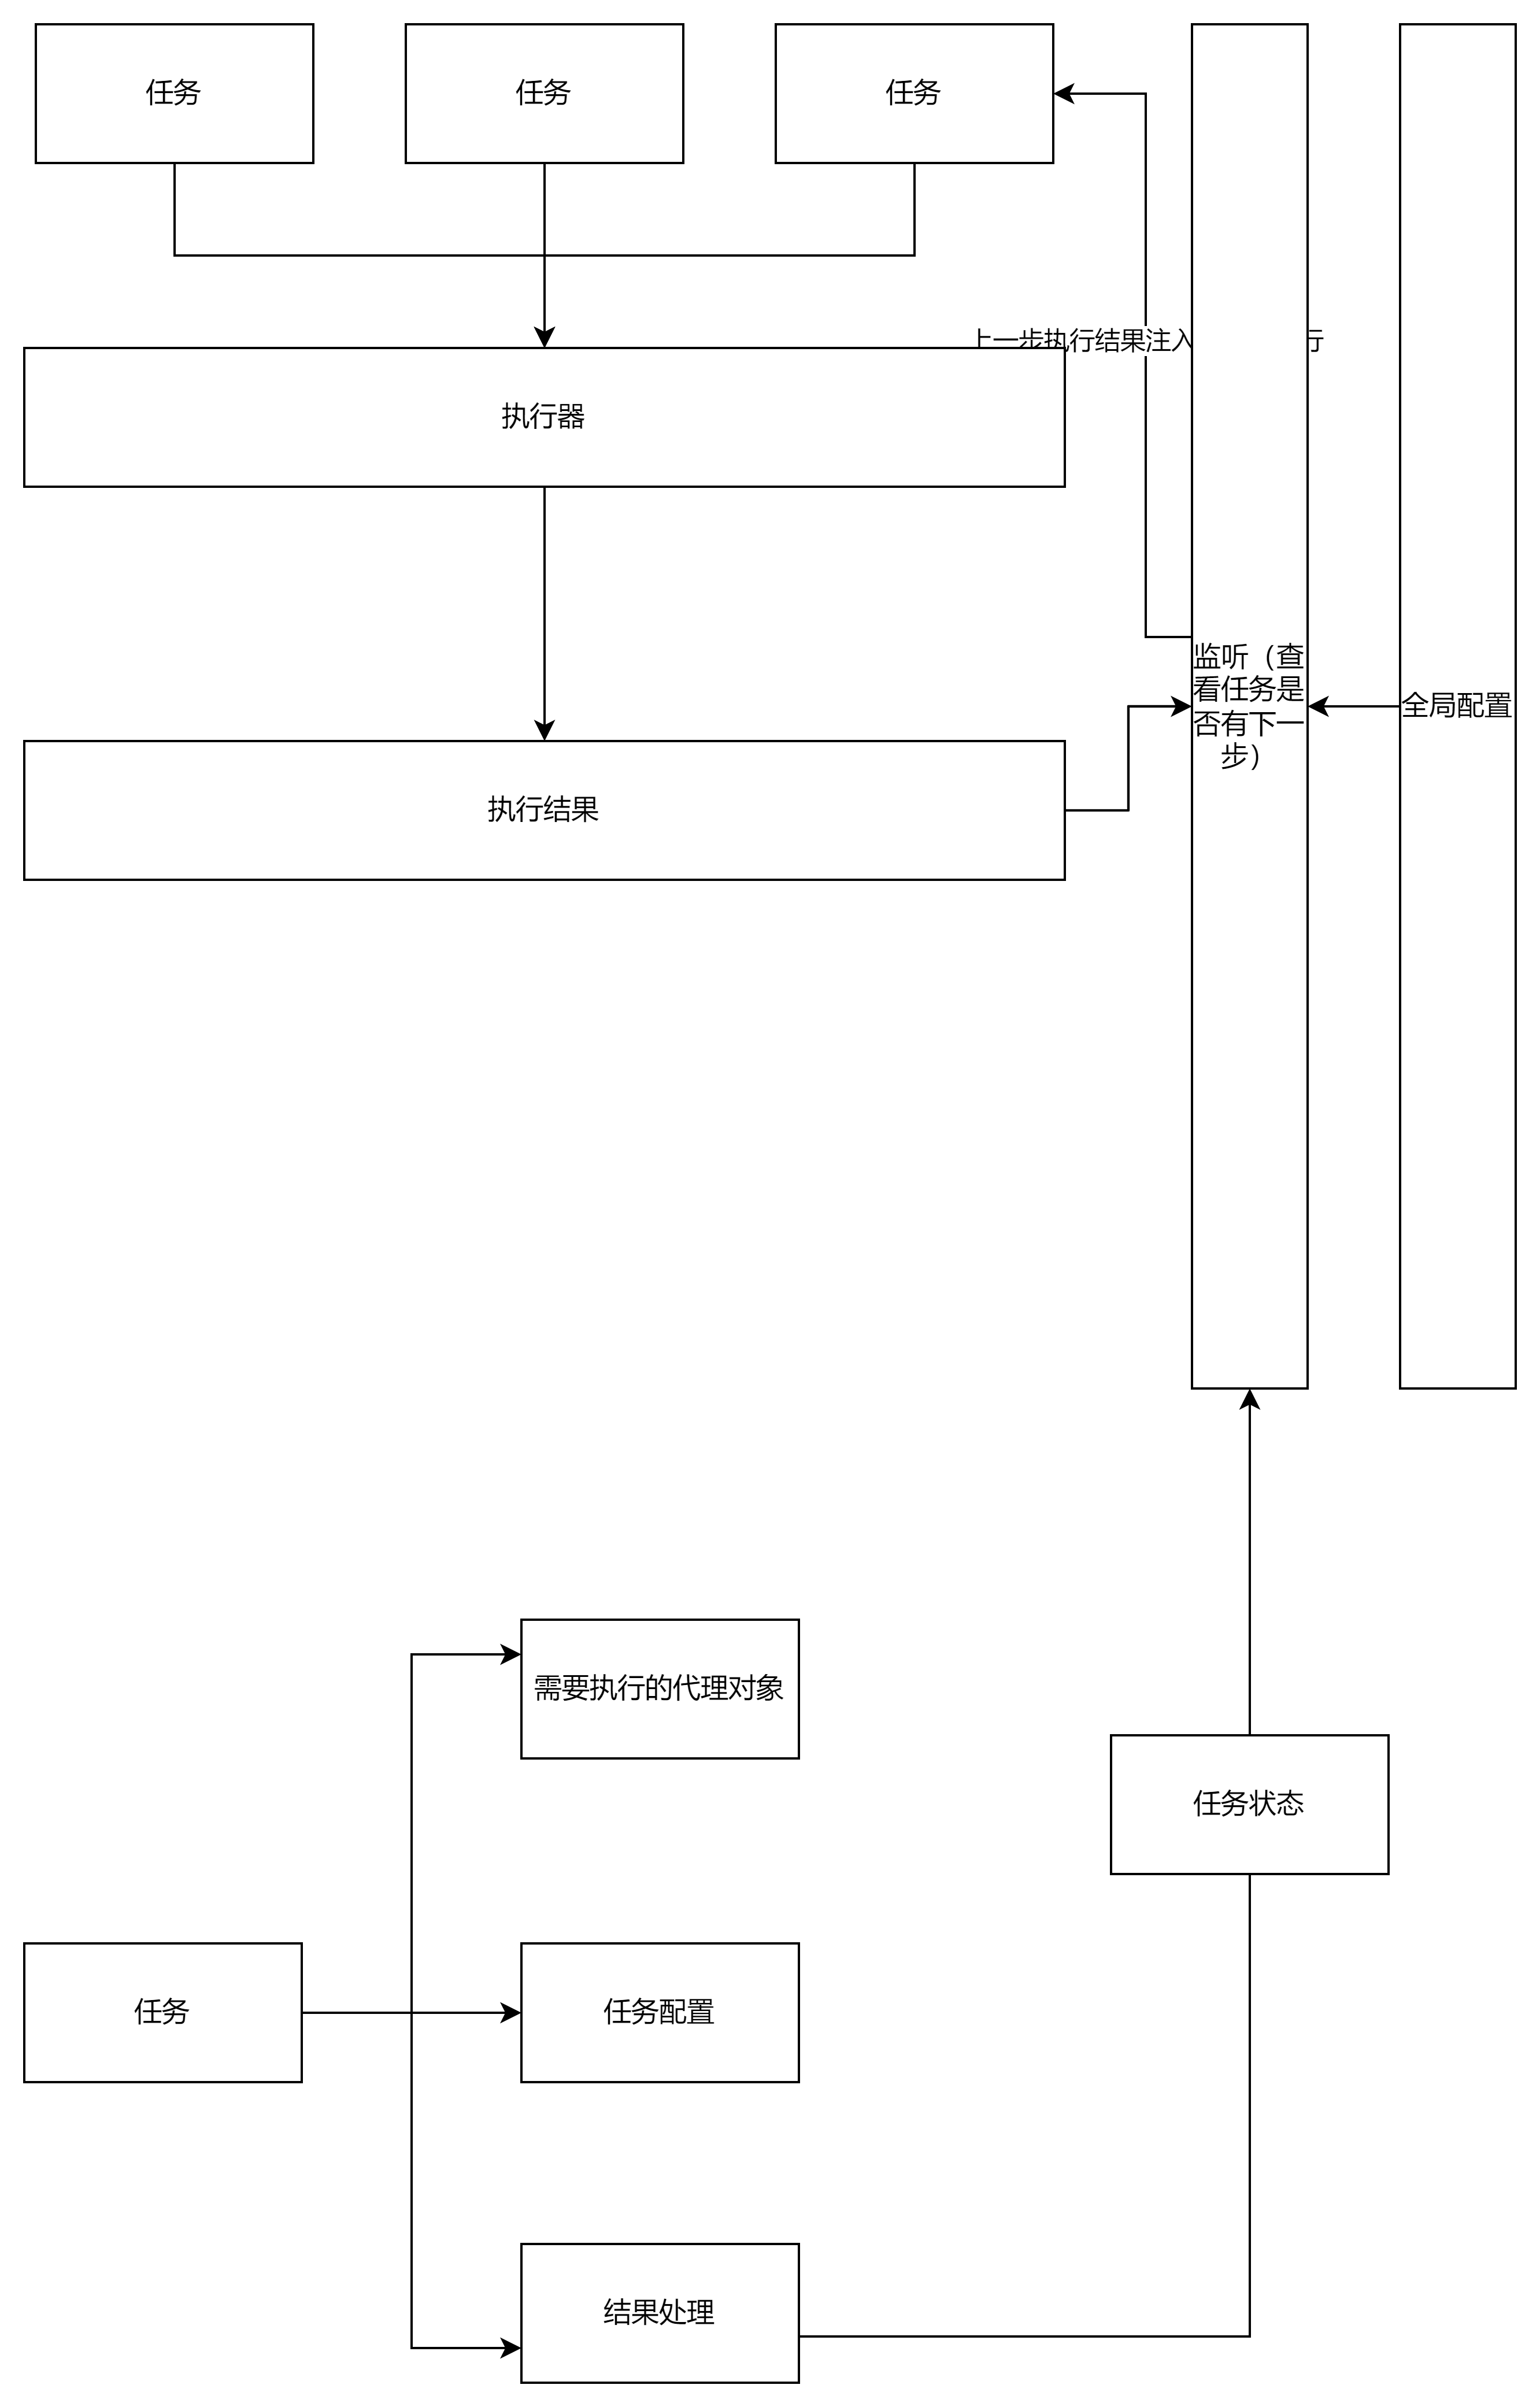 任务
任务
任务
上一步执行结果注入
行
执行器
监听（查
看任务是
否有下一
步）
全局配置
执行结果
需要执行的代理对象
任务状态
任务
任务配置
结果处理